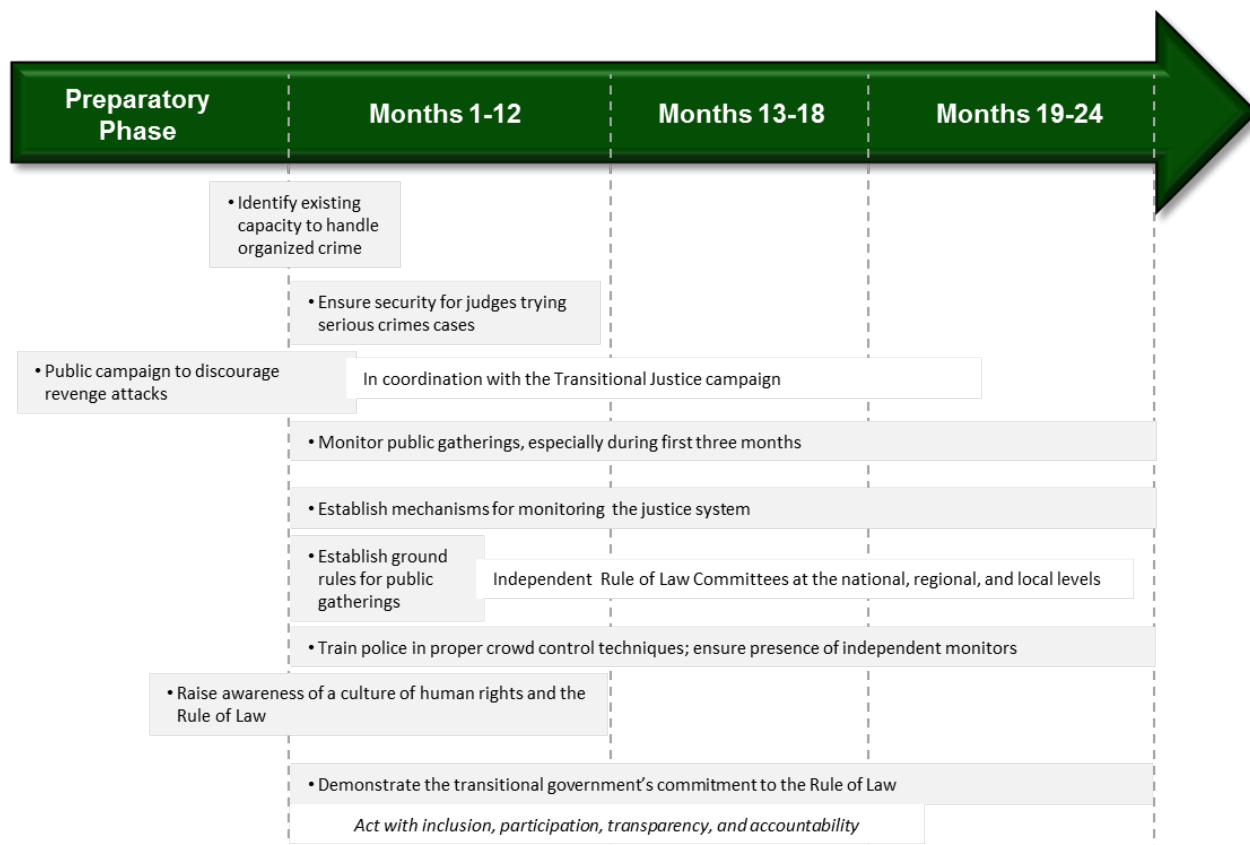 Preparatory
Phase
Months 1-12
Months 13-18
Months 19-24
• Identify existing
capacity to handle
organized crime
• Ensure security for judges trying
serious crimes cases
• Public campaign to discourage
revenge attacks
In coordination with the Transitional Justice campaign
• Monitor public gatherings, especially during first three months
• Establish mechanisms for monitoring the justice system
• Establish ground
rules for public
gatherings
Independent Rule of Law Committees at the national, regional, and local levels
• Train police in proper crowd control techniques; ensure presence of independent monitors
• Raise awareness of a culture of human rights and the
Rule of Law
• Demonstrate the transitional government's commitment to the Rule of Law
Act with inclusion, participation, transparency, and accountability